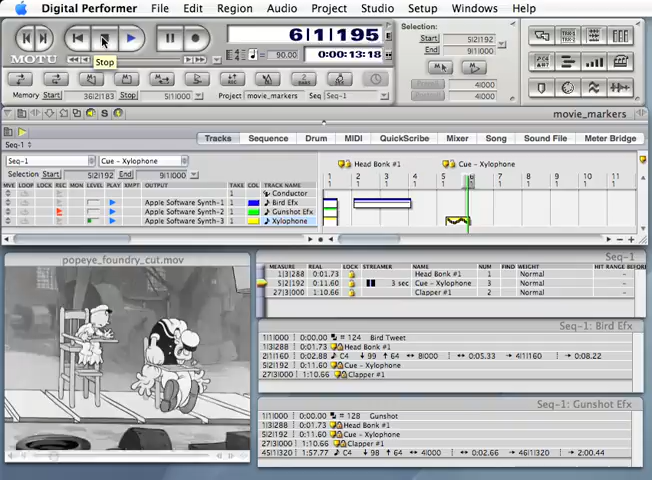 Digital Performer File Edit Region Audio Project Studio Setup Windows Help
6|1|195
90.00
0:00:13:18
MOTU
Stop
Selection:
Start 5|2|192
End 9|1|000
4|000
4|000
Memory Start 36|2|183 Stop 5|1|000 Project movie_markers Seq Seq-1
movie_markers
Seq-1
Tracks Sequence Drum MIDI QuickScribe Mixer Song Sound File Meter Bridge
Seq-1 Cue - Xylophone
Selection Start 5|2|192 End 9|1|000
Head Bonk #1 Cue - Xylophone
1 2 3 4 5 6 7 8 9 10 11
MVE LOOP LOCK REC MON LEVEL PLAY XMPT OUTPUT TAKE COL TRACK NAME
Conductor
Apple Software Synth-1 1 Bird Efx
Apple Software Synth-2 1 Gunshot Efx
Apple Software Synth-3 1 Xylophone
popeye_foundry_cut.mov
Seq-1
MEASURE REAL LOCK STREAMER NAME NUM FIND WEIGHT HIT RANGE BEFORE
1|3|288 0:01.73 Head Bonk #1 1 Normal -
5|2|192 0:11.60 3 sec Cue - Xylophone 3 Normal -
27|3|000 1:10.66 Clapper #1 2 Normal -
Seq-1: Bird Efx
1|1|000 0:00.00 = 124 Bird Tweet
1|3|288 0:01.73 Head Bonk #1
2|1|160 0:02.88 C4 ↓99 ↑64 8|000 0:05.33 4|1|160 0:08.22
5|2|192 0:11.60 Cue - Xylophone
27|3|000 1:10.66 Clapper #1
Seq-1: Gunshot Efx
1|1|000 0:00.00 = 128 Gunshot
1|3|288 0:01.73 Head Bonk #1
5|2|192 0:11.60 Cue - Xylophone
27|3|000 1:10.66 Clapper #1
45|1|320 1:57.77 C4 ↓98 ↑64 4|000 0:02.66 46|1|320 2:00.44